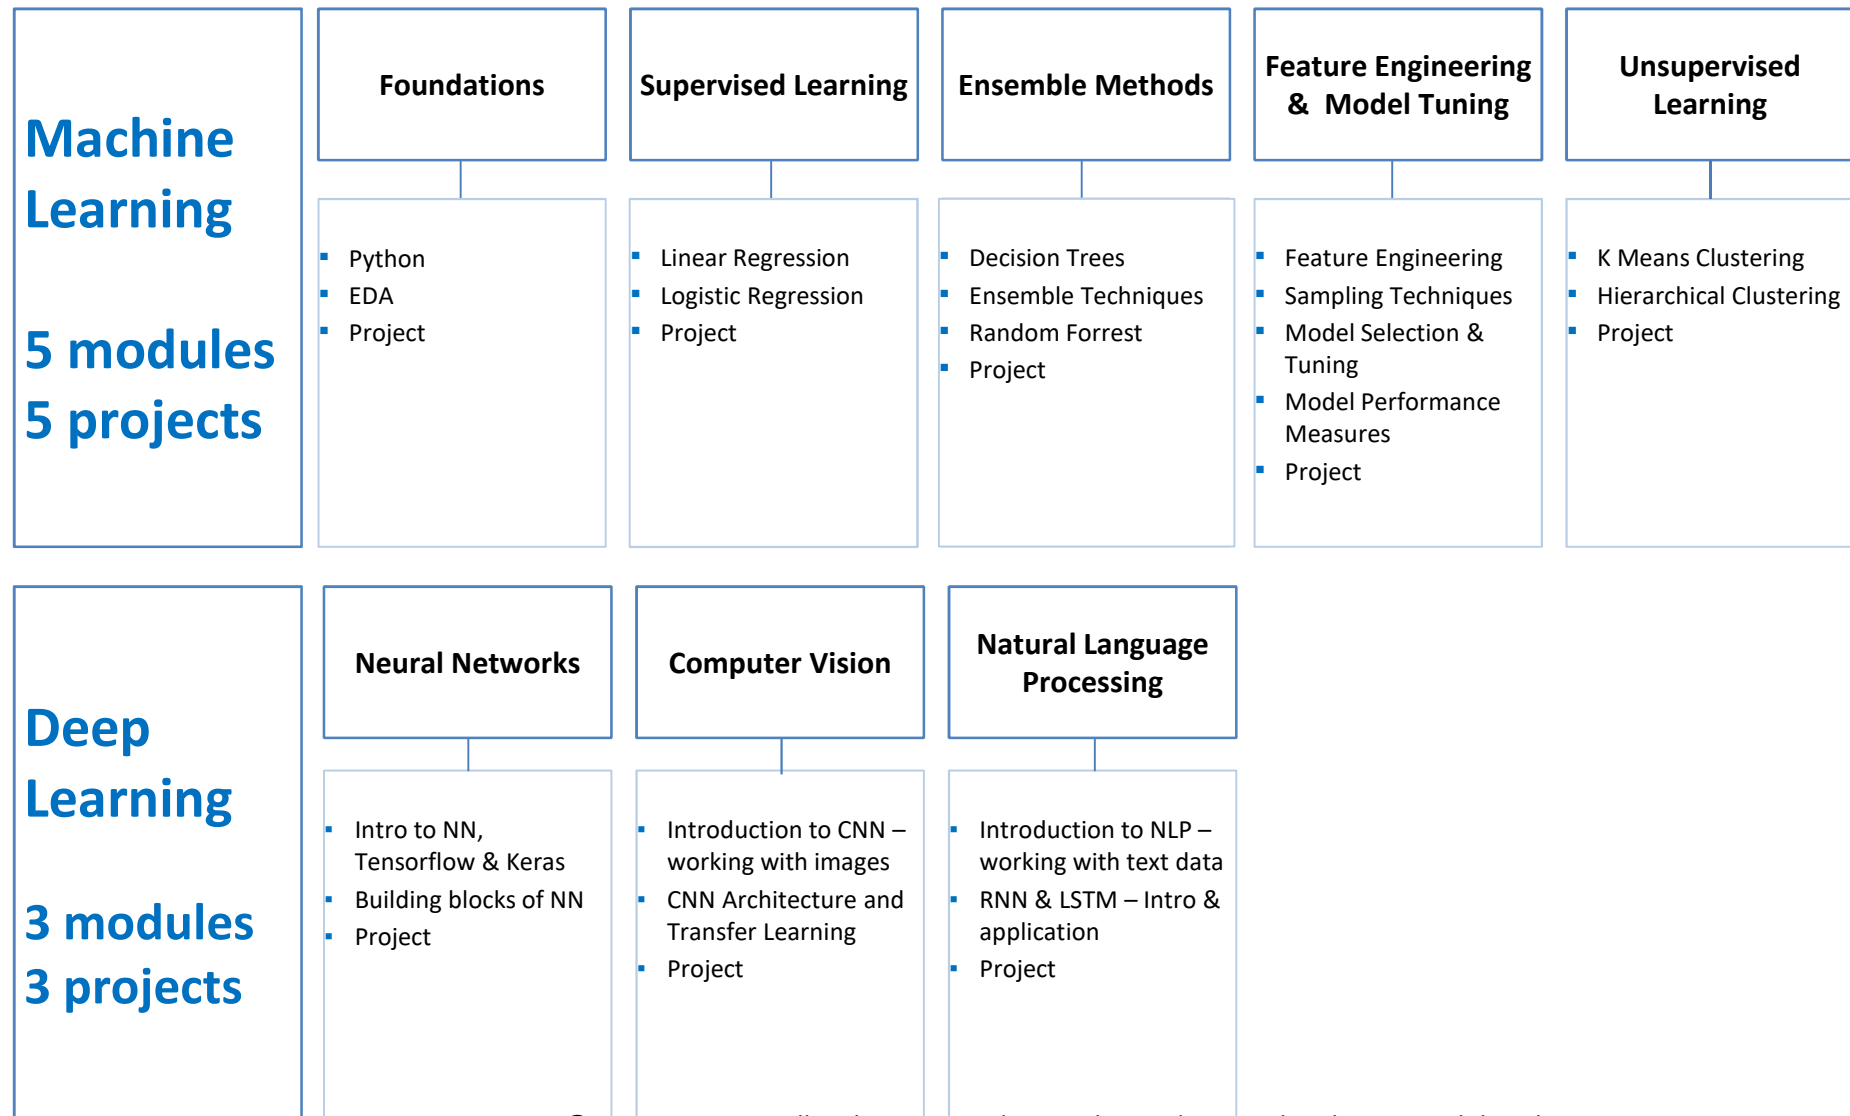 Machine
Learning
5 modules
5 projects
Foundations
▪ Python
▪ EDA
▪ Project
Supervised Learning
▪ Linear Regression
▪ Logistic Regression
▪ Project
Ensemble Methods
▪ Decision Trees
▪ Ensemble Techniques
▪ Random Forrest
▪ Project
Feature Engineering
& Model Tuning
▪ Feature Engineering
▪ Sampling Techniques
▪ Model Selection &
Tuning
▪ Model Performance
Measures
▪ Project
Unsupervised
Learning
▪ K Means Clustering
▪ Hierarchical Clustering
▪ Project
Deep
Learning
3 modules
3 projects
Neural Networks
▪ Intro to NN,
Tensorflow & Keras
▪ Building blocks of NN
▪ Project
Computer Vision
▪ Introduction to CNN –
working with images
▪ CNN Architecture and
Transfer Learning
▪ Project
Natural Language
Processing
▪ Introduction to NLP –
working with text data
▪ RNN & LSTM – Intro &
application
▪ Project